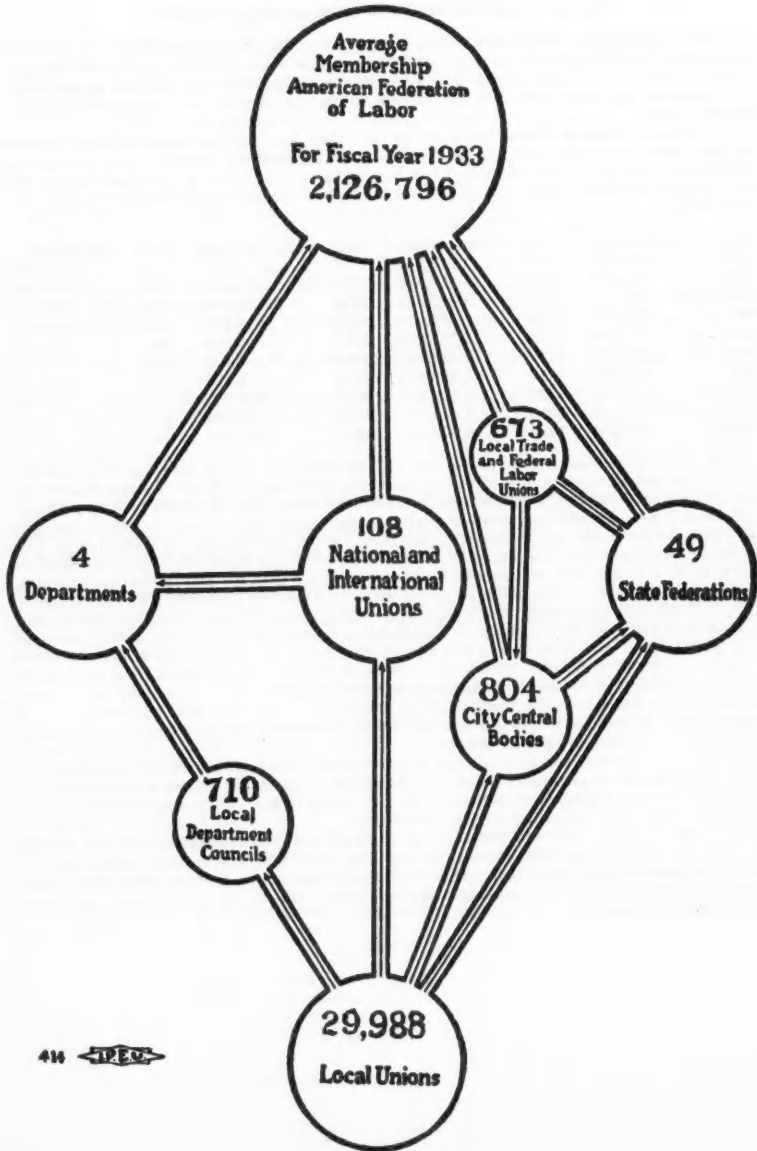 Average
Membership
American Federation
of Labor
For Fiscal Year 1933
2,126,796
673
Local Trade
and Federal
Labor
Unions
4
Departments
108
National and
International
Unions
49
State Federations
804
City Central
Bodies
710
Local
Department
Councils
29,988
Local Unions
414 I.P.E.U.